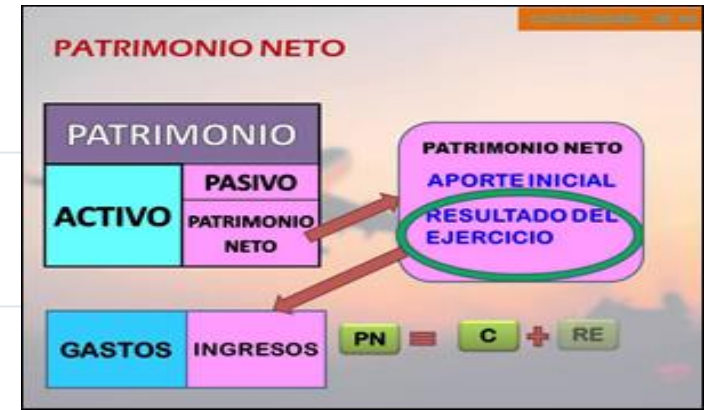 PATRIMONIO NETO
PATRIMONIO
ACTIVO
PASIVO
PATRIMONIO
NETO
PATRIMONIO NETO
APORTE INICIAL
RESULTADO DEL
EJERCICIO
GASTOS
INGRESOS
PN = C + RE